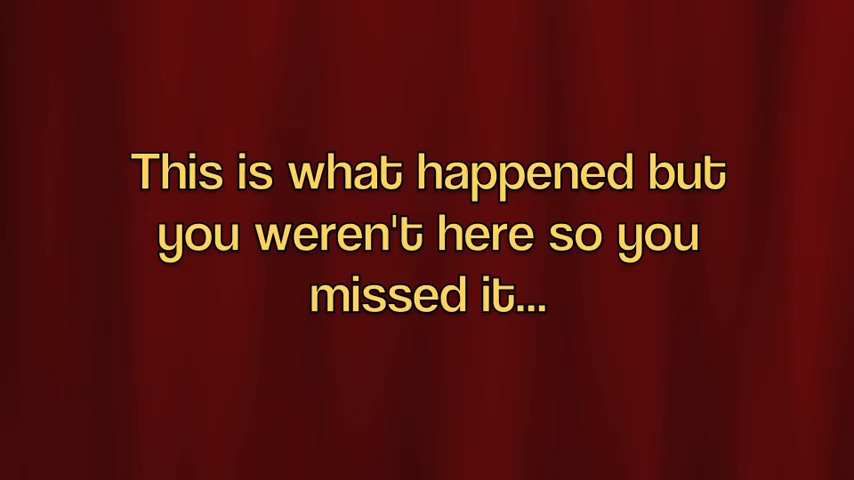 This is what happened but
you weren't here so you
missed it...